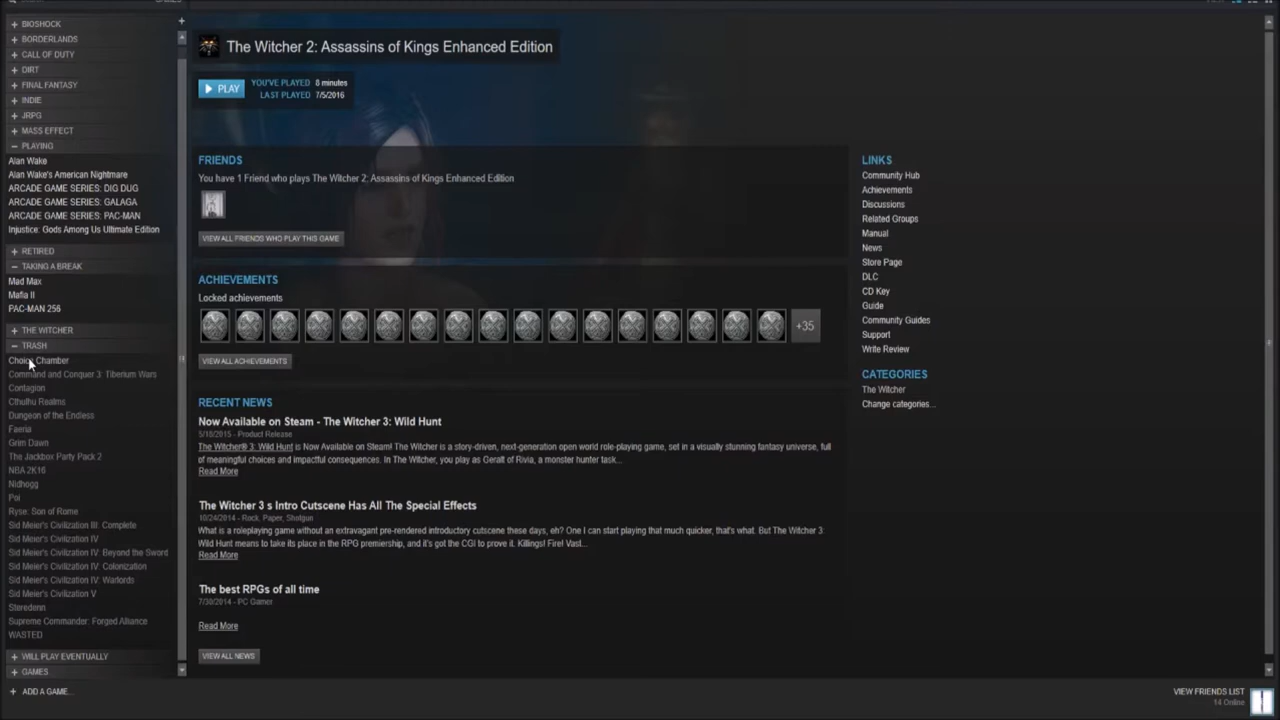 + BIOSHOCK
+ BORDERLANDS
+ CALL OF DUTY
+ DIRT
+ FINAL FANTASY
+ INDIE
+ JRPG
+ MASS EFFECT
— PLAYING
Alan Wake
Alan Wake's American Nightmare
ARCADE GAME SERIES: DIG DUG
ARCADE GAME SERIES: GALAGA
ARCADE GAME SERIES: PAC-MAN
Injustice: Gods Among Us Ultimate Edition
+ RETIRED
— TAKING A BREAK
Mad Max
Mafia II
PAC-MAN 256
+ THE WITCHER
— TRASH
Choice Chamber
Command and Conquer 3: Tiberium Wars
Contagion
Cthulhu Realms
Dungeon of the Endless
Faeria
Grim Dawn
The Jackbox Party Pack 2
NBA 2K16
Nidhogg
Poi
Ryse: Son of Rome
Sid Meier's Civilization III: Complete
Sid Meier's Civilization IV
Sid Meier's Civilization IV: Beyond the Sword
Sid Meier's Civilization IV: Colonization
Sid Meier's Civilization IV: Warlords
Sid Meier's Civilization V
Steredenn
Supreme Commander: Forged Alliance
WASTED
+ WILL PLAY EVENTUALLY
+ GAMES
+ ADD A GAME...
The Witcher 2: Assassins of Kings Enhanced Edition
PLAY
YOU'VE PLAYED 8 minutes
LAST PLAYED 7/5/2016
FRIENDS
You have 1 Friend who plays The Witcher 2: Assassins of Kings Enhanced Edition
VIEW ALL FRIENDS WHO PLAY THIS GAME
ACHIEVEMENTS
Locked achievements
+35
VIEW ALL ACHIEVEMENTS
RECENT NEWS
Now Available on Steam - The Witcher 3: Wild Hunt
5/18/2015 - Product Release
The Witcher® 3: Wild Hunt is Now Available on Steam! The Witcher is a story-driven, next-generation open world role-playing game, set in a visually stunning fantasy universe, full
of meaningful choices and impactful consequences. In The Witcher, you play as Geralt of Rivia, a monster hunter task...
Read More
The Witcher 3 s Intro Cutscene Has All The Special Effects
10/24/2014 - Rock, Paper, Shotgun
What is a roleplaying game without an extravagant pre-rendered introductory cutscene these days, eh? One I can start playing that much quicker, that's what. But The Witcher 3:
Wild Hunt means to take its place in the RPG premiership, and it's got the CGI to prove it. Killings! Fire! Vast...
Read More
The best RPGs of all time
7/30/2014 - PC Gamer
Read More
VIEW ALL NEWS
LINKS
Community Hub
Achievements
Discussions
Related Groups
Manual
News
Store Page
DLC
CD Key
Guide
Community Guides
Support
Write Review
CATEGORIES
The Witcher
Change categories...
VIEW FRIENDS LIST
14 Online